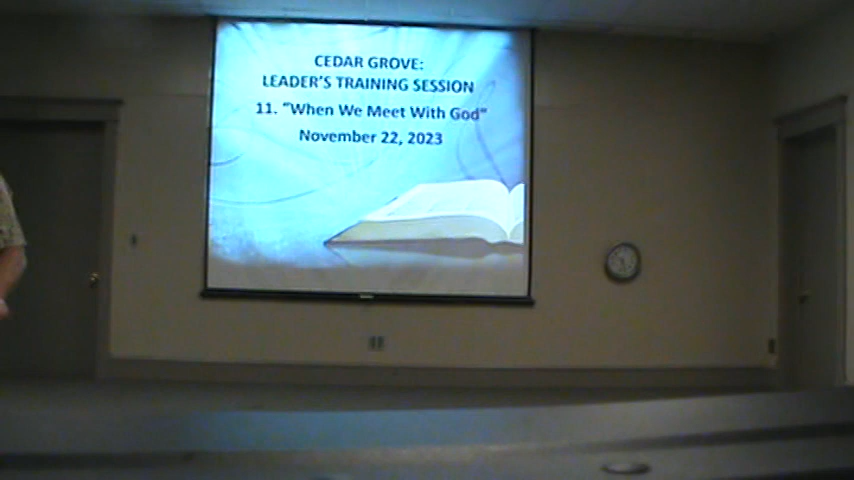 CEDAR GROVE:
LEADER'S TRAINING SESSION
11. "When We Meet With God"
November 22, 2023